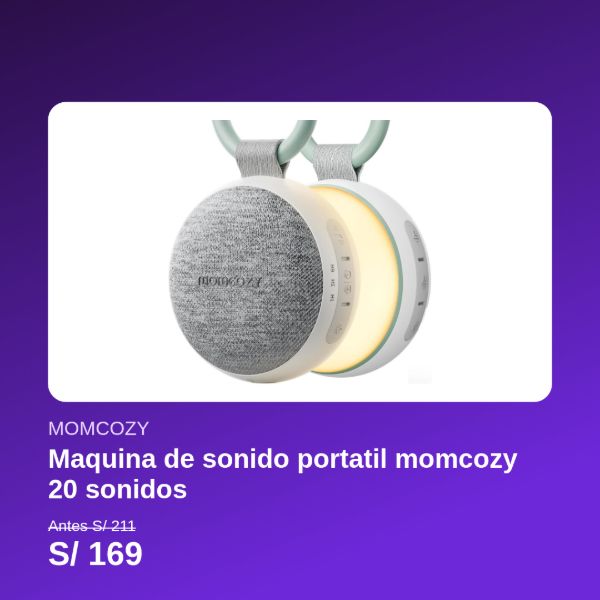 momcozy
MOMCOZY
Maquina de sonido portatil momcozy
20 sonidos
Antes S/ 211
S/ 169